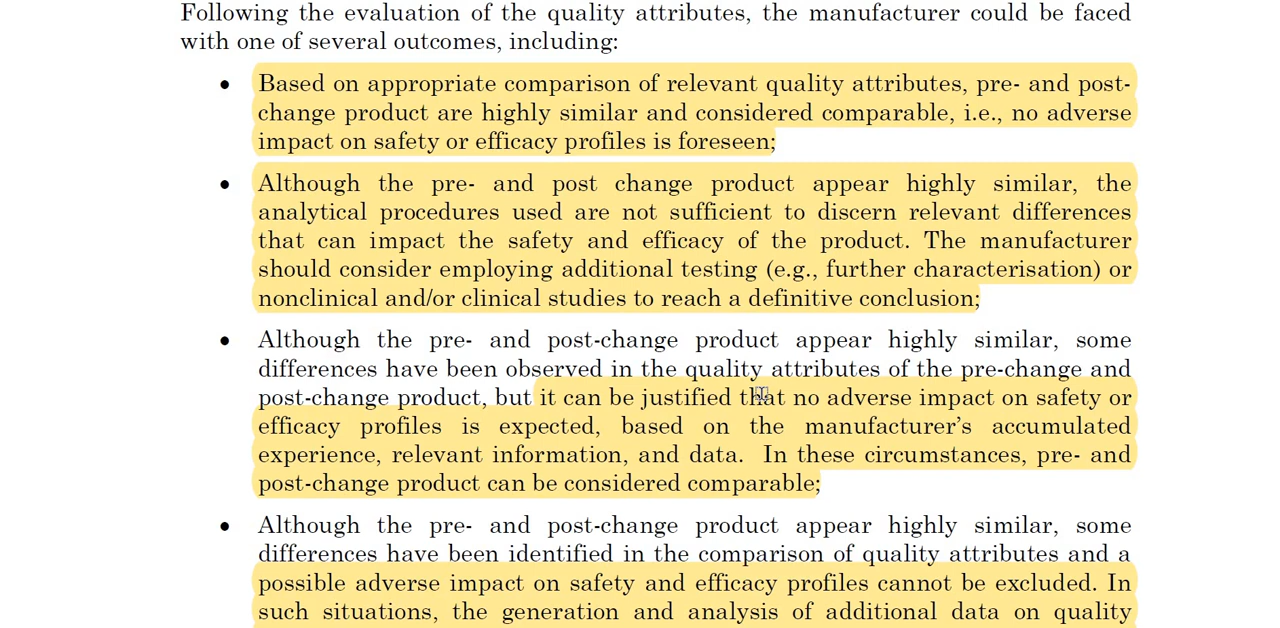 Following the evaluation of the quality attributes, the manufacturer could be faced
with one of several outcomes, including:
• Based on appropriate comparison of relevant quality attributes, pre- and post-
change product are highly similar and considered comparable, i.e., no adverse
impact on safety or efficacy profiles is foreseen;
• Although the pre- and post change product appear highly similar, the
analytical procedures used are not sufficient to discern relevant differences
that can impact the safety and efficacy of the product. The manufacturer
should consider employing additional testing (e.g., further characterisation) or
nonclinical and/or clinical studies to reach a definitive conclusion;
• Although the pre- and post-change product appear highly similar, some
differences have been observed in the quality attributes of the pre-change and
post-change product, but it can be justified that no adverse impact on safety or
efficacy profiles is expected, based on the manufacturer’s accumulated
experience, relevant information, and data. In these circumstances, pre- and
post-change product can be considered comparable;
• Although the pre- and post-change product appear highly similar, some
differences have been identified in the comparison of quality attributes and a
possible adverse impact on safety and efficacy profiles cannot be excluded. In
such situations, the generation and analysis of additional data on quality